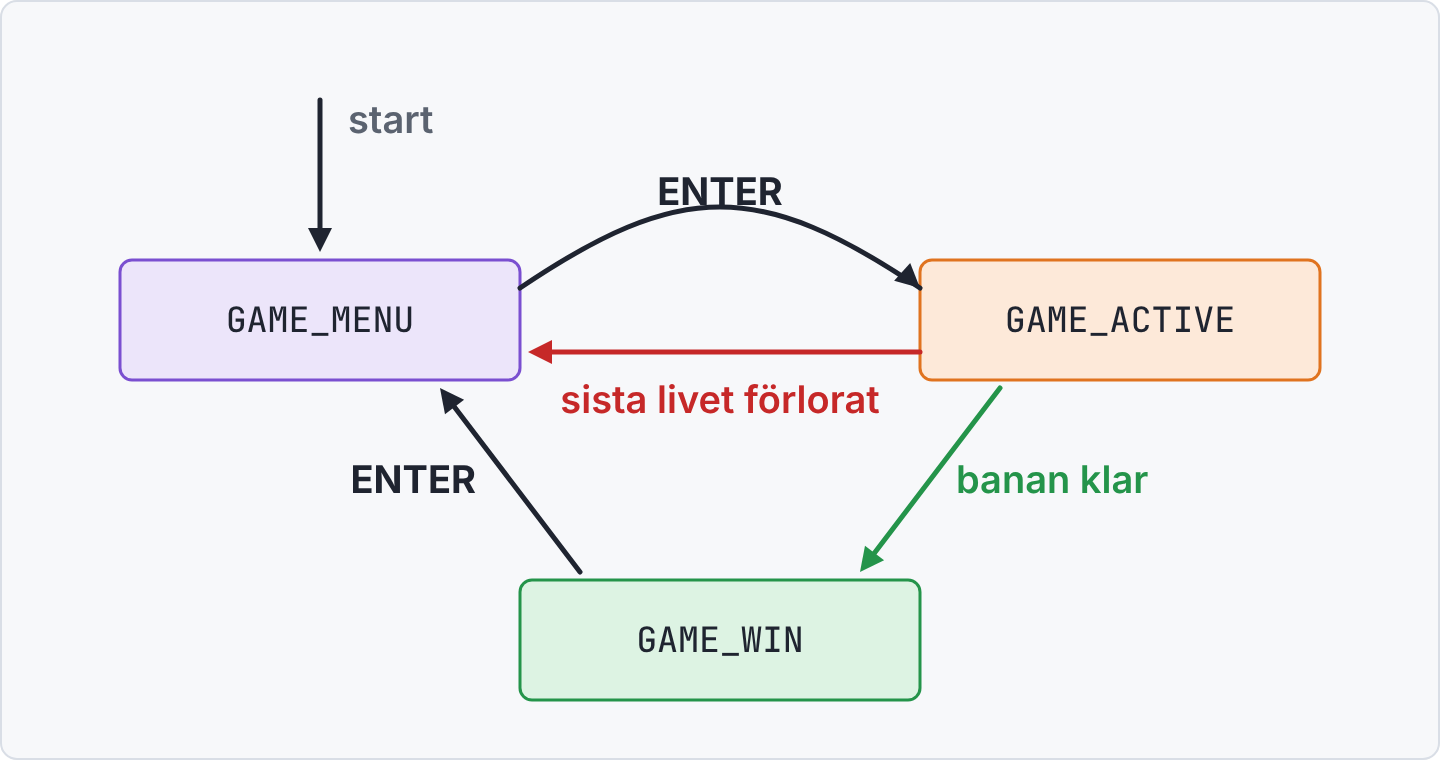 start
ENTER
GAME_MENU
GAME_ACTIVE
sista livet förlorat
ENTER
banan klar
GAME_WIN